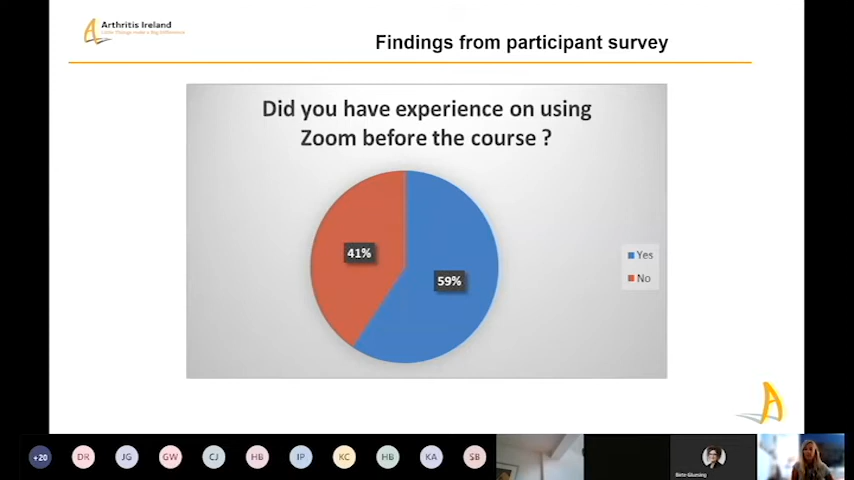 Arthritis Ireland
Findings from participant survey
Did you have experience on using
Zoom before the course ?
41%
59%
Yes
No
+20
DR
JG
GW
CJ
HB
IP
KC
HB
KA
SB